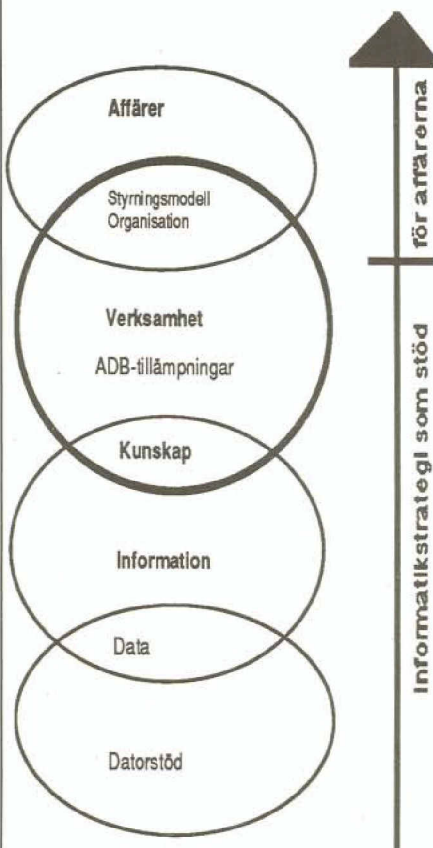 Affärer
Styrningsmodell
Organisation
Verksamhet
ADB-tillämpningar
Kunskap
Information
Data
Datorstöd
Informatikstrategi som stöd
för affärerna